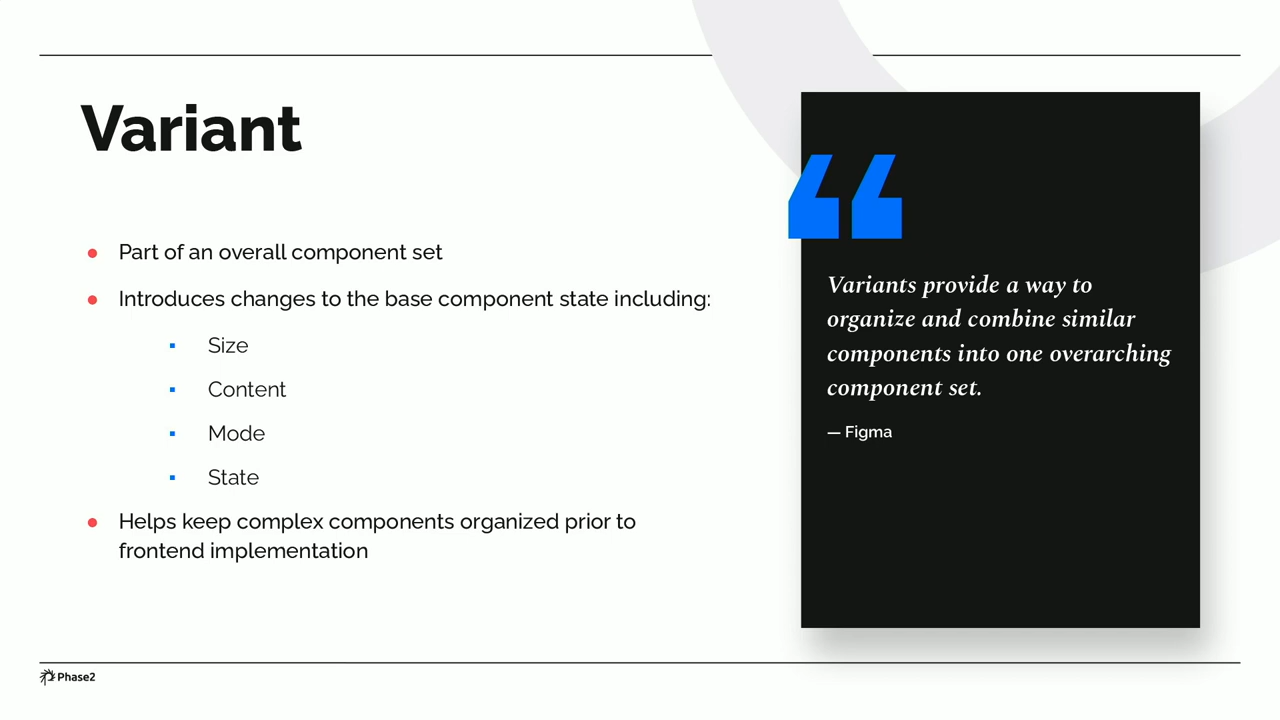 Variant
Part of an overall component set
Introduces changes to the base component state including:
Size
Content
Mode
State
Helps keep complex components organized prior to
frontend implementation
“
Variants provide a way to
organize and combine similar
components into one overarching
component set.
— Figma
Phase2